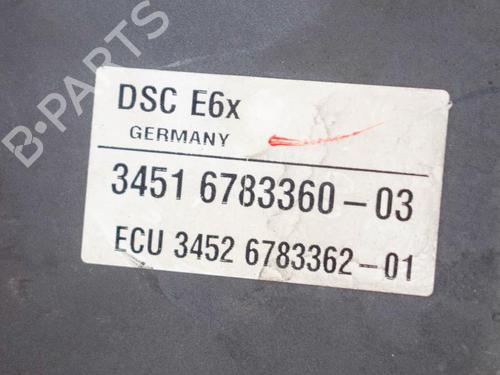 B-PARTS
DSC E6x
GERMANY
3451 6783360-03
ECU 3452 6783362-01